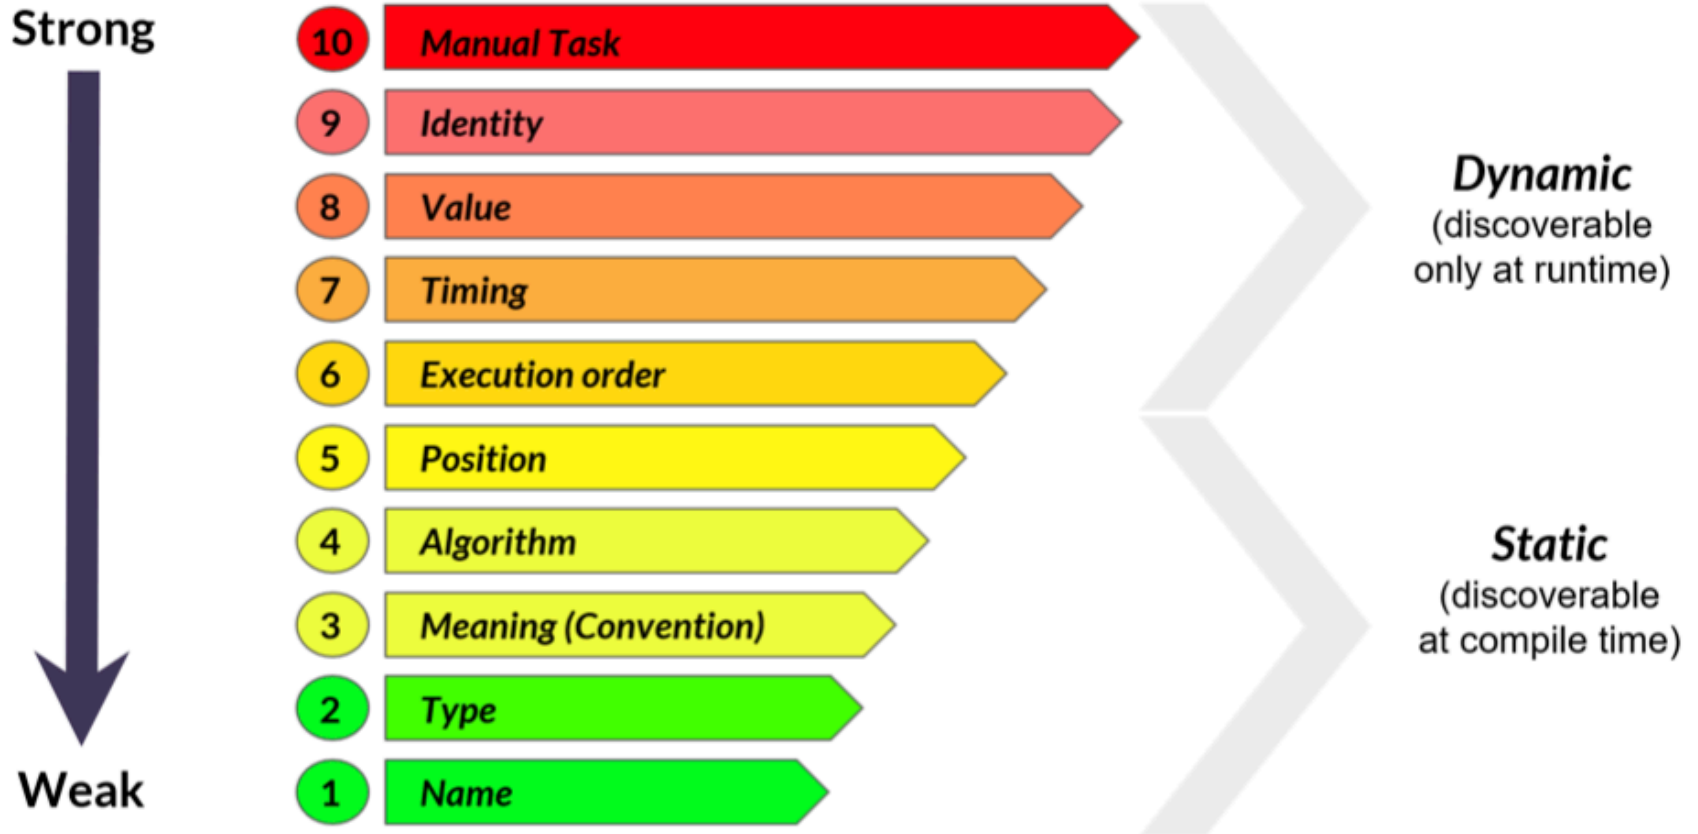 Strong
10 Manual Task
9 Identity
8 Value
7 Timing
6 Execution order
5 Position
4 Algorithm
3 Meaning (Convention)
2 Type
1 Name
Weak
Dynamic
(discoverable
only at runtime)
Static
(discoverable
at compile time)